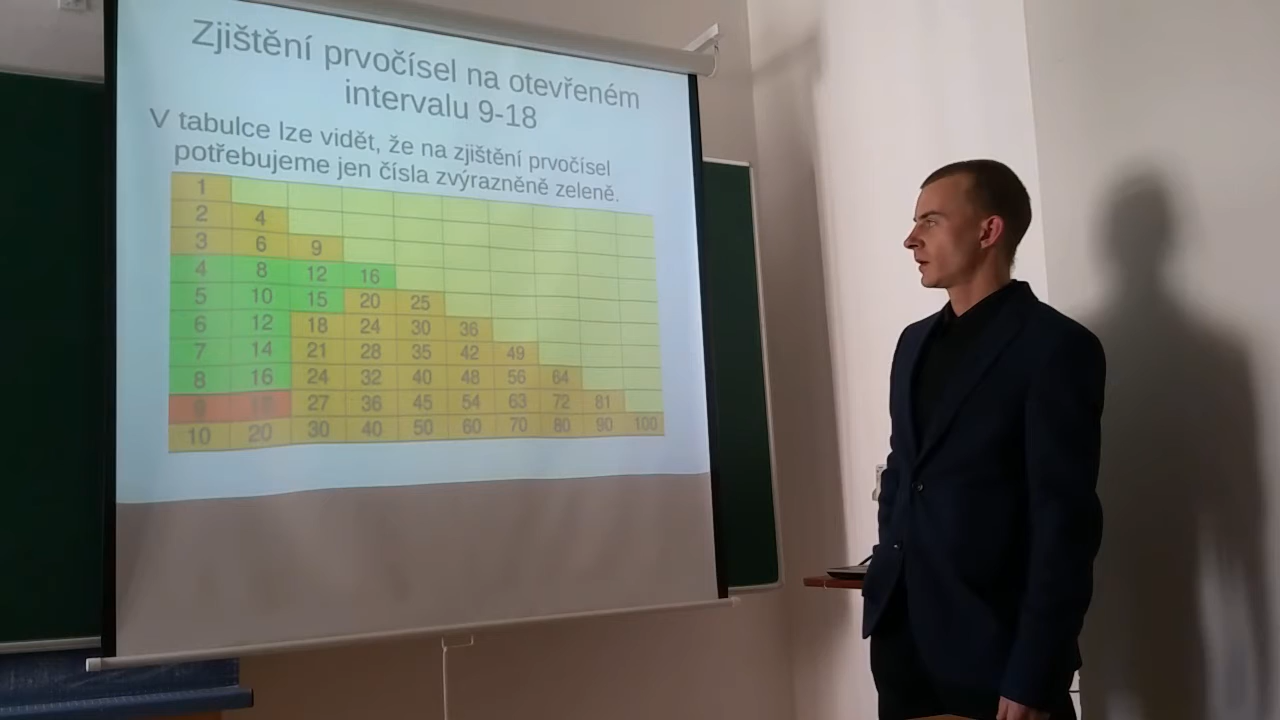 Zjištění prvočísel na otevřeném
intervalu 9-18
V tabulce lze vidět, že na zjištění prvočísel
potřebujeme jen čísla zvýrazněně zeleně.
1
2 4
3 6 9
4 8 12 16
5 10 15 20 25
6 12 18 24 30 36
7 14 21 28 35 42 49
8 16 24 32 40 48 56 64
9 18 27 36 45 54 63 72 81
10 20 30 40 50 60 70 80 90 100